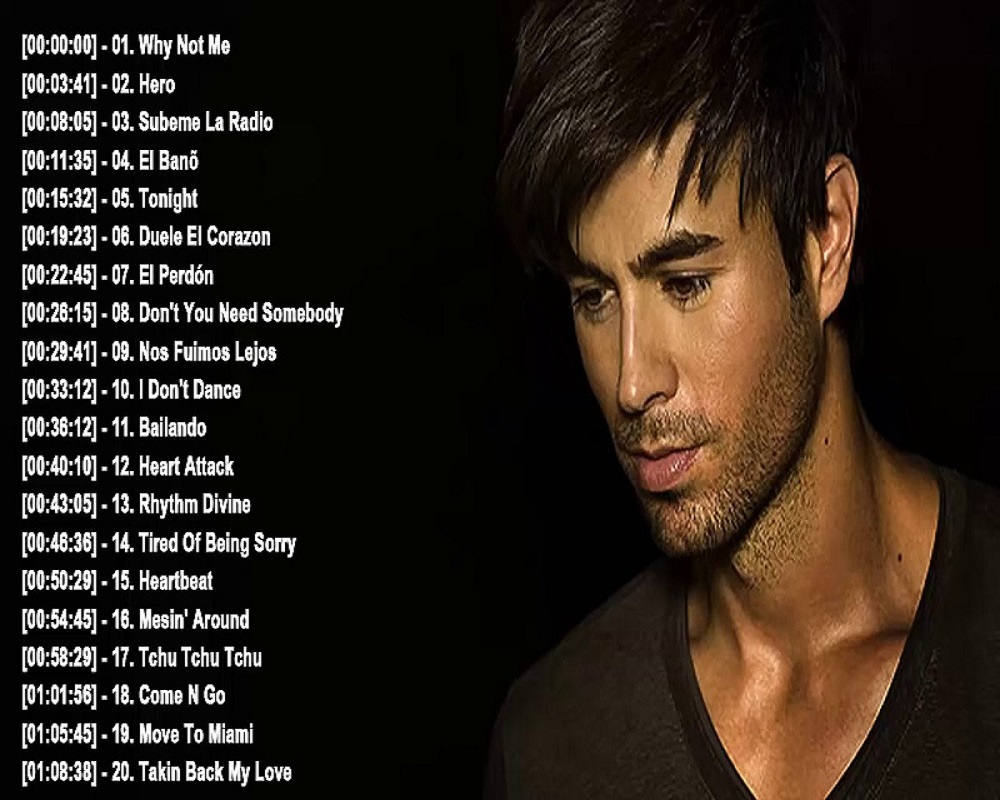 [00:00:00] - 01. Why Not Me
[00:03:41] - 02. Hero
[00:08:05] - 03. Subeme La Radio
[00:11:35] - 04. El Banõ
[00:15:32] - 05. Tonight
[00:19:23] - 06. Duele El Corazon
[00:22:45] - 07. El Perdón
[00:26:15] - 08. Don't You Need Somebody
[00:29:41] - 09. Nos Fuimos Lejos
[00:33:12] - 10. I Don't Dance
[00:36:12] - 11. Bailando
[00:40:10] - 12. Heart Attack
[00:43:05] - 13. Rhythm Divine
[00:46:36] - 14. Tired Of Being Sorry
[00:50:29] - 15. Heartbeat
[00:54:45] - 16. Mesin' Around
[00:58:29] - 17. Tchu Tchu Tchu
[01:01:56] - 18. Come N Go
[01:05:45] - 19. Move To Miami
[01:08:38] - 20. Takin Back My Love